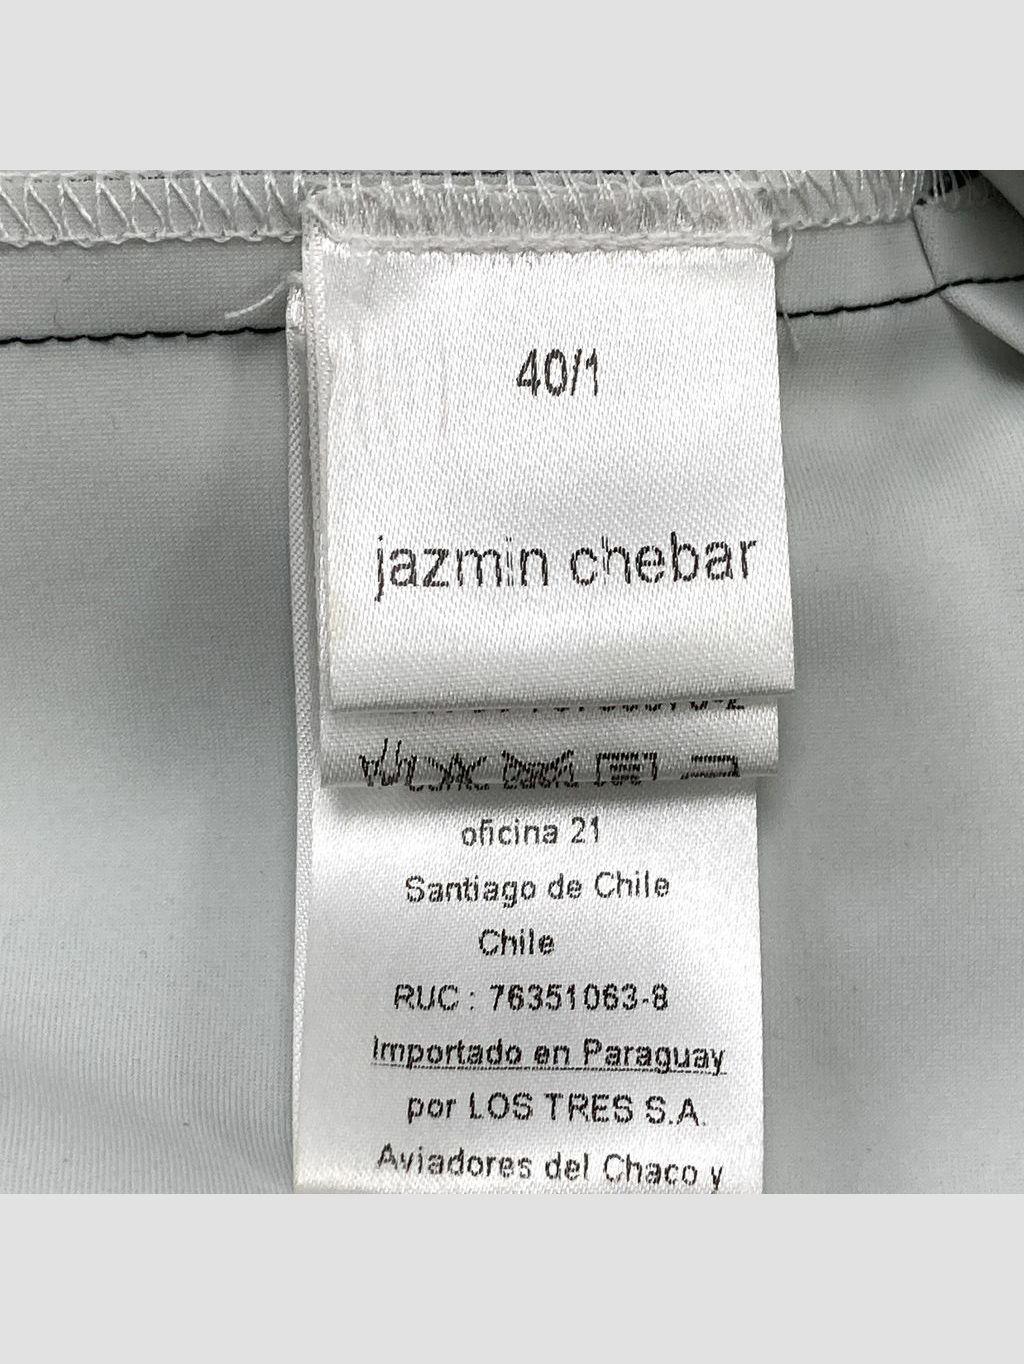 40/1
jazmin chebar
oficina 21
Santiago de Chile
Chile
RUC : 76351063-8
Importado en Paraguay
por LOS TRES S.A.
Aviadores del Chaco y